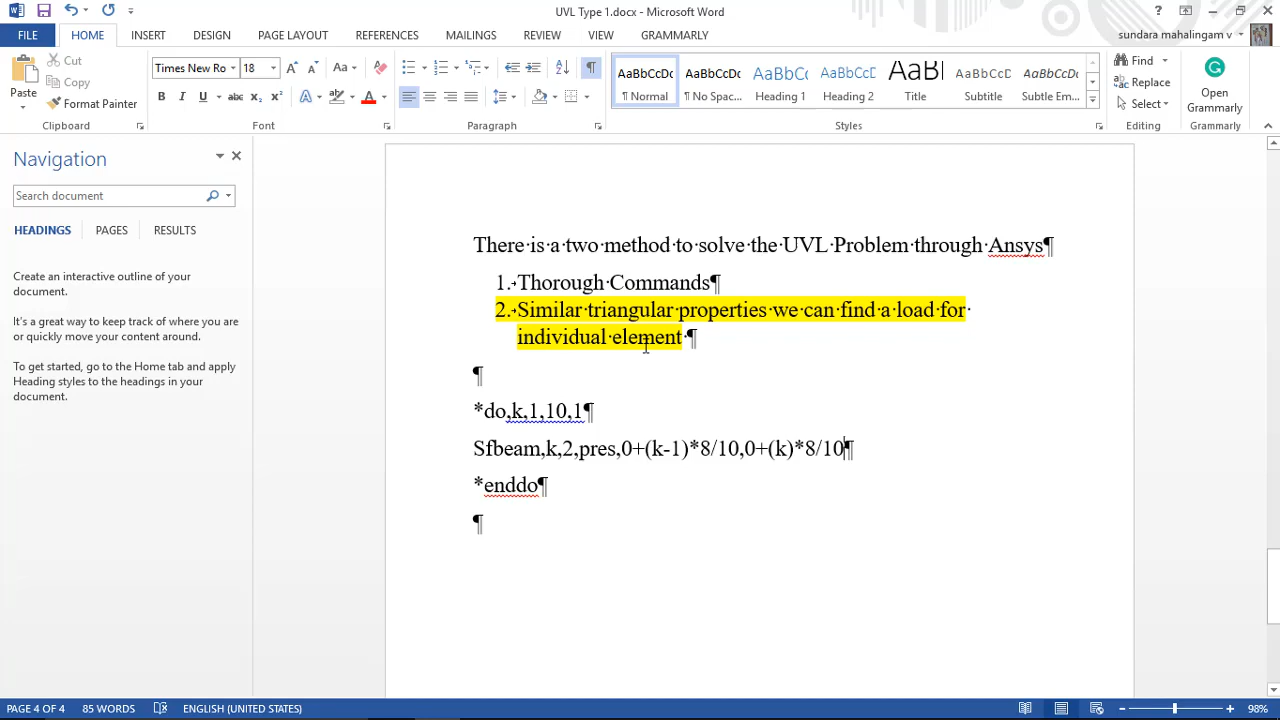 UVL Type 1.docx - Microsoft Word
FILE HOME INSERT DESIGN PAGE LAYOUT REFERENCES MAILINGS REVIEW VIEW GRAMMARLY
sundara mahalingam v
Paste
Cut
Copy
Format Painter
Clipboard
Times New Ro 18
Font
Paragraph
AaBbCcDc AaBbCcDc AaBbCc AaBbCcC AaBl AaBbCcD AaBbCcDc
¶ Normal ¶ No Spac... Heading 1 Heading 2 Title Subtitle Subtle Em...
Styles
Find
Replace
Select
Editing
Open
Grammarly
Grammarly
Navigation
Search document
HEADINGS PAGES RESULTS
Create an interactive outline of your
document.
It's a great way to keep track of where you are
or quickly move your content around.
To get started, go to the Home tab and apply
Heading styles to the headings in your
document.
There·is·a·two·method·to·solve·the·UVL·Problem·through·Ansys¶
1.→Thorough·Commands¶
2.→Similar·triangular·properties·we·can·find·a·load·for·
individual·element·¶
¶
*do,k,1,10,1¶
Sfbeam,k,2,pres,0+(k-1)*8/10,0+(k)*8/10¶
*enddo¶
¶
PAGE 4 OF 4 85 WORDS ENGLISH (UNITED STATES) 98%